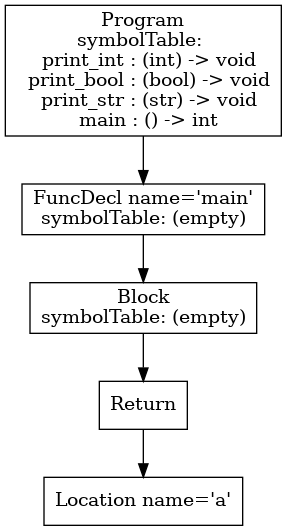 Program
symbolTable:
print_int : (int) -> void
print_bool : (bool) -> void
print_str : (str) -> void
main : () -> int
FuncDecl name='main'
symbolTable: (empty)
Block
symbolTable: (empty)
Return
Location name='a'